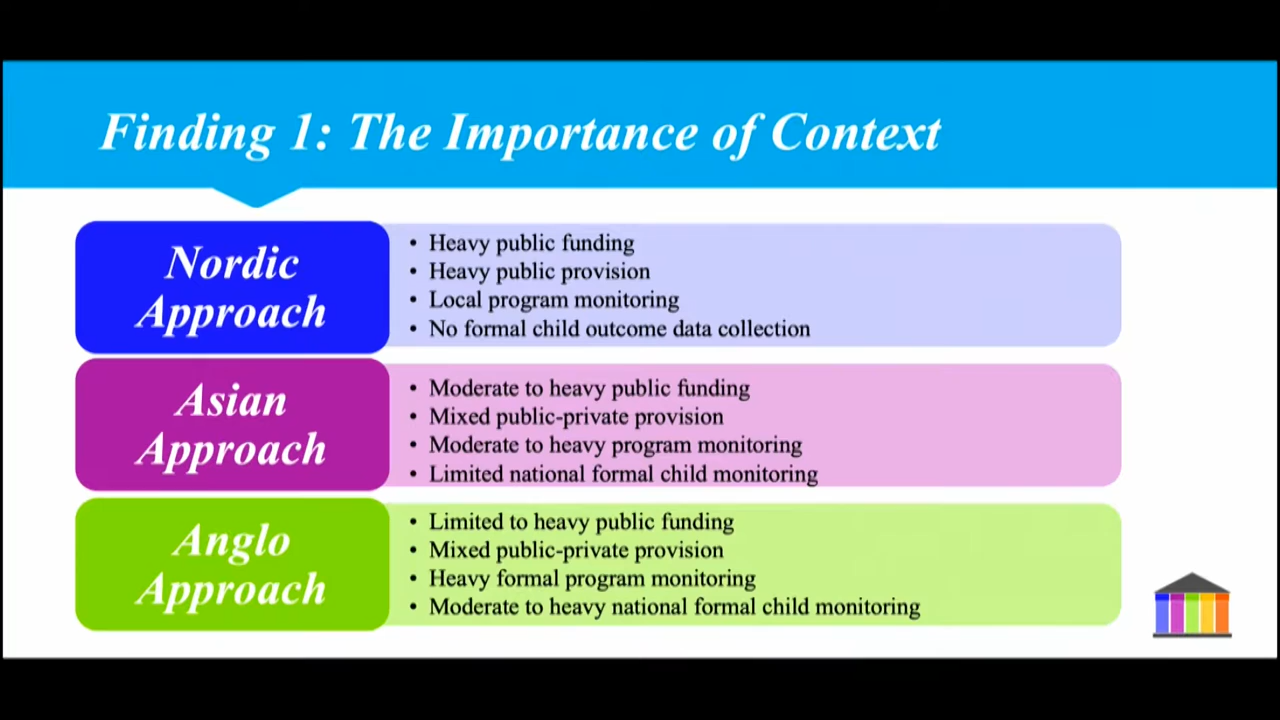 Finding 1: The Importance of Context
Nordic
Approach
• Heavy public funding
• Heavy public provision
• Local program monitoring
• No formal child outcome data collection
Asian
Approach
• Moderate to heavy public funding
• Mixed public-private provision
• Moderate to heavy program monitoring
• Limited national formal child monitoring
Anglo
Approach
• Limited to heavy public funding
• Mixed public-private provision
• Heavy formal program monitoring
• Moderate to heavy national formal child monitoring